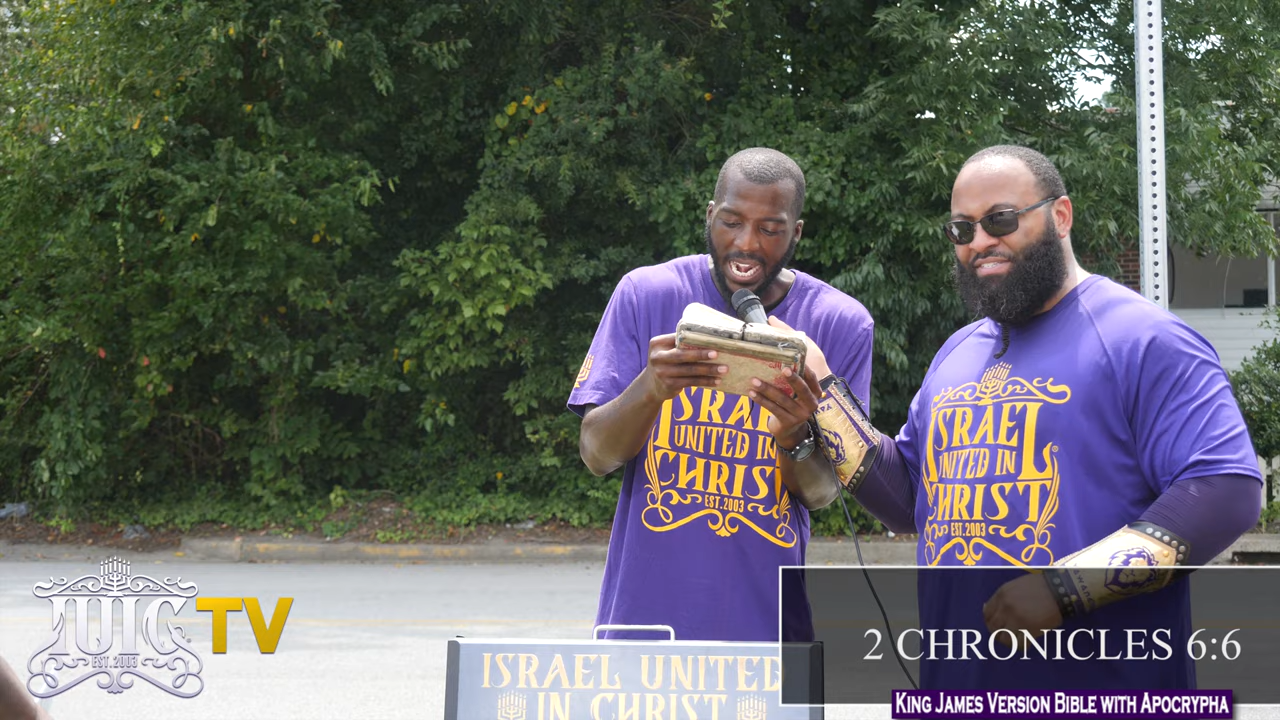 ISRAEL
UNITED IN
CHRIST
EST.2003
ISRAEL
UNITED IN
CHRIST
EST.2003
IUIC TV
EST.2003
ISRAEL UNITED
IN CHRIST
2 CHRONICLES 6:6
KING JAMES VERSION BIBLE WITH APOCRYPHA